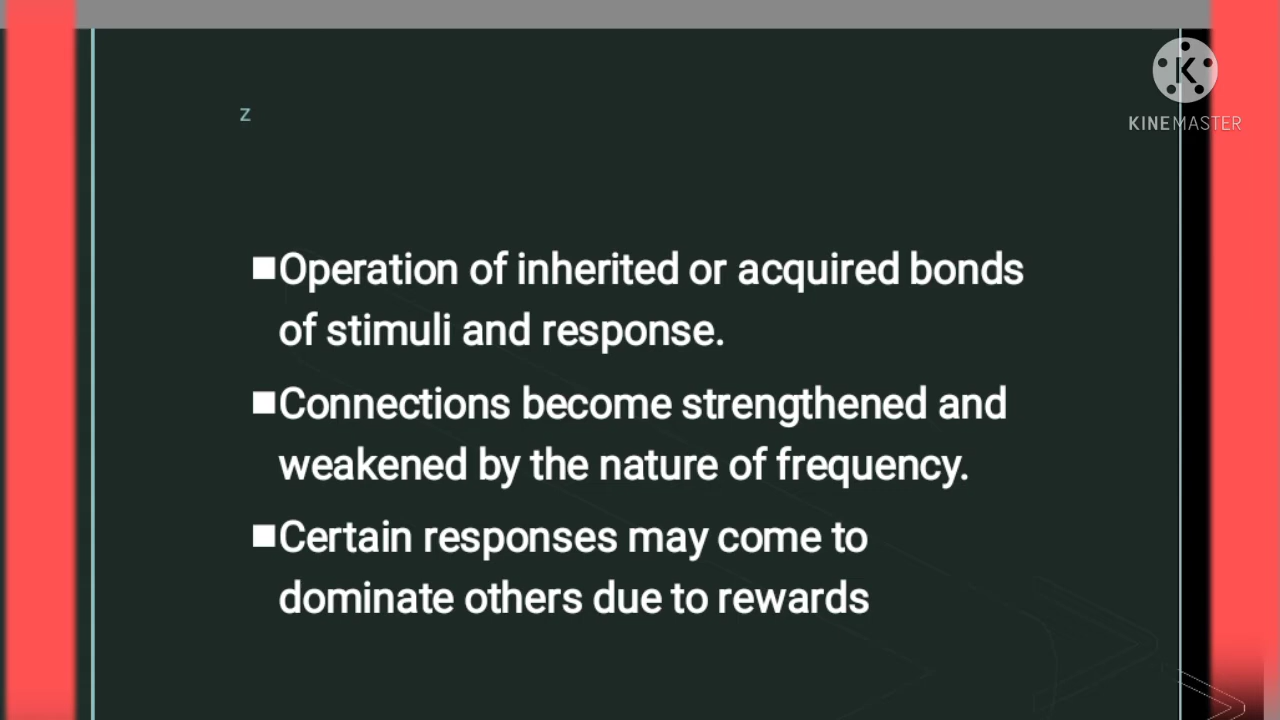 z
KINEMASTER
■Operation of inherited or acquired bonds
of stimuli and response.
■Connections become strengthened and
weakened by the nature of frequency.
■Certain responses may come to
dominate others due to rewards